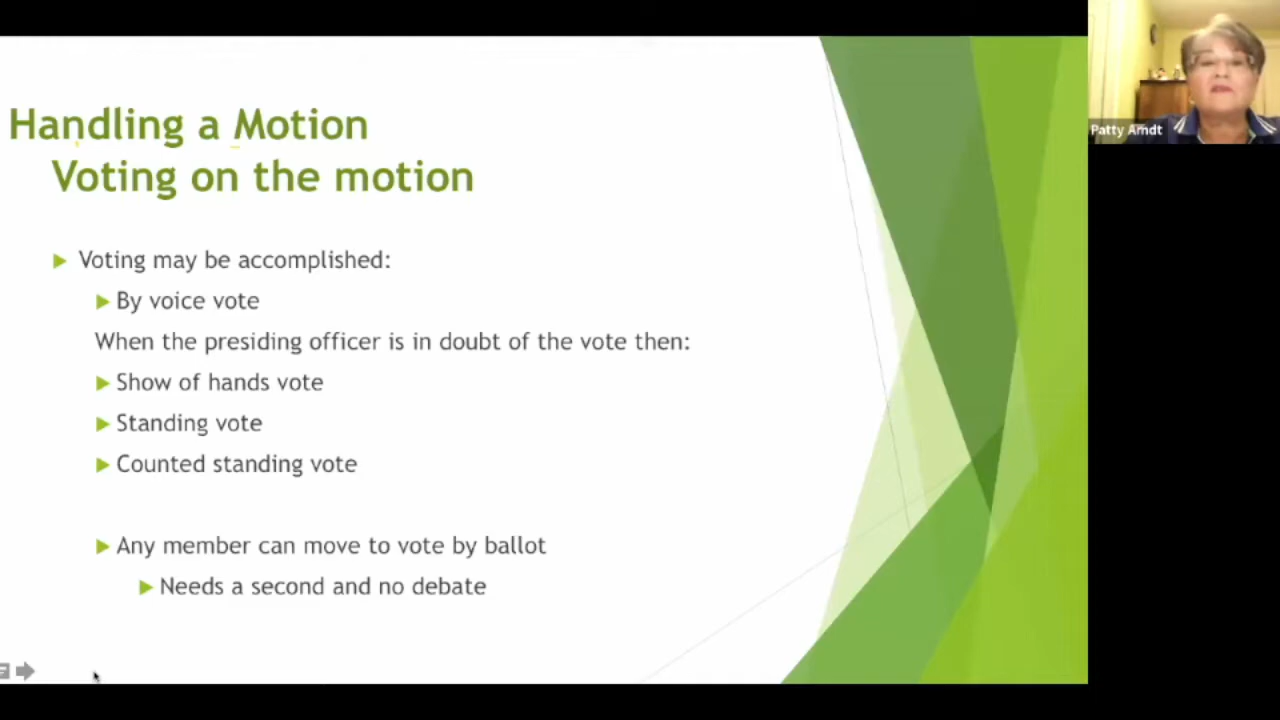 Handling a Motion
Voting on the motion
Voting may be accomplished:
By voice vote
When the presiding officer is in doubt of the vote then:
Show of hands vote
Standing vote
Counted standing vote
Any member can move to vote by ballot
Needs a second and no debate
Patty Arndt